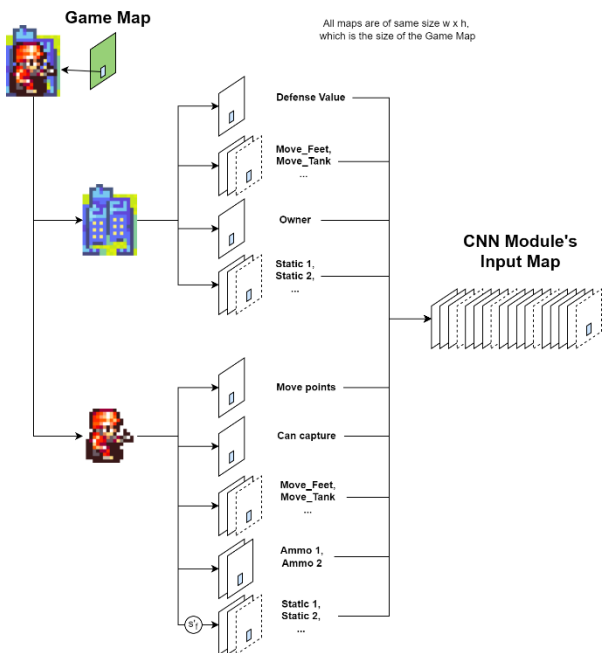 Game Map
All maps are of same size w x h,
which is the size of the Game Map
Defense Value
Move_Feet,
Move_Tank
...
Owner
Static 1,
Static 2,
...
CNN Module's
Input Map
Move points
Can capture
Move_Feet,
Move_Tank
...
Ammo 1,
Ammo 2
Static 1,
Static 2,
...
s'f